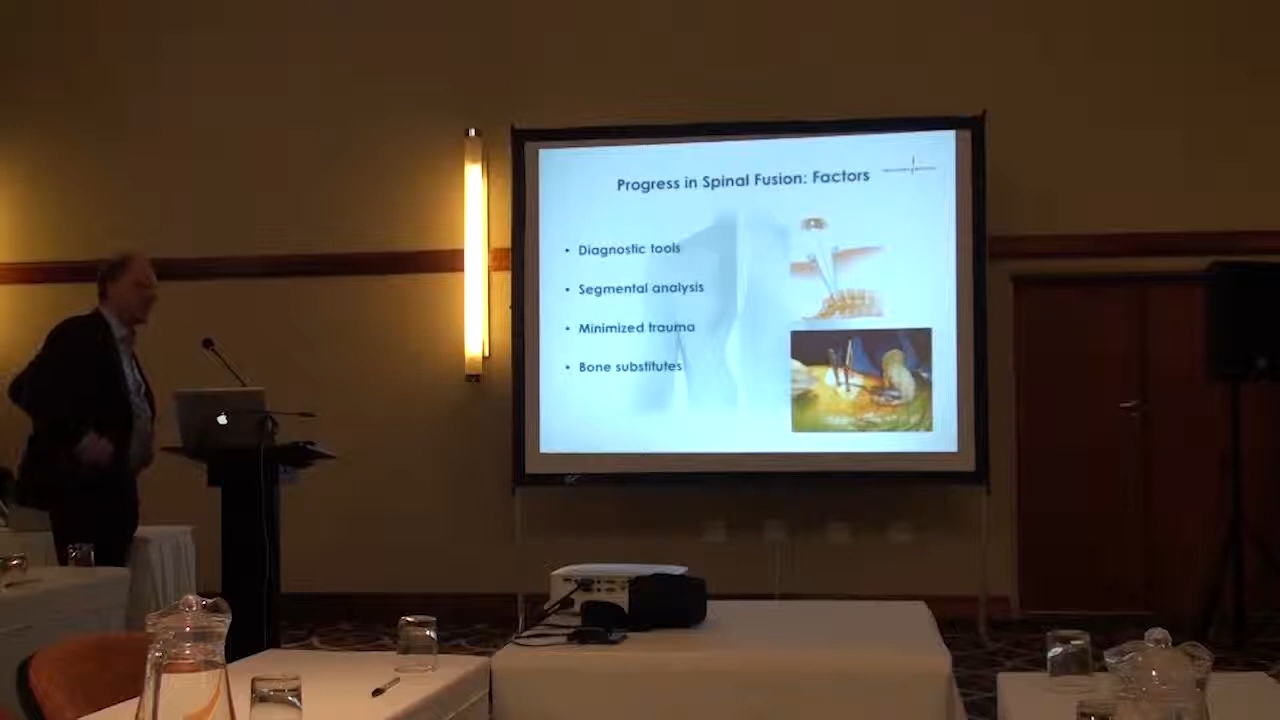 Progress in Spinal Fusion: Factors
• Diagnostic tools
• Segmental analysis
• Minimized trauma
• Bone substitutes